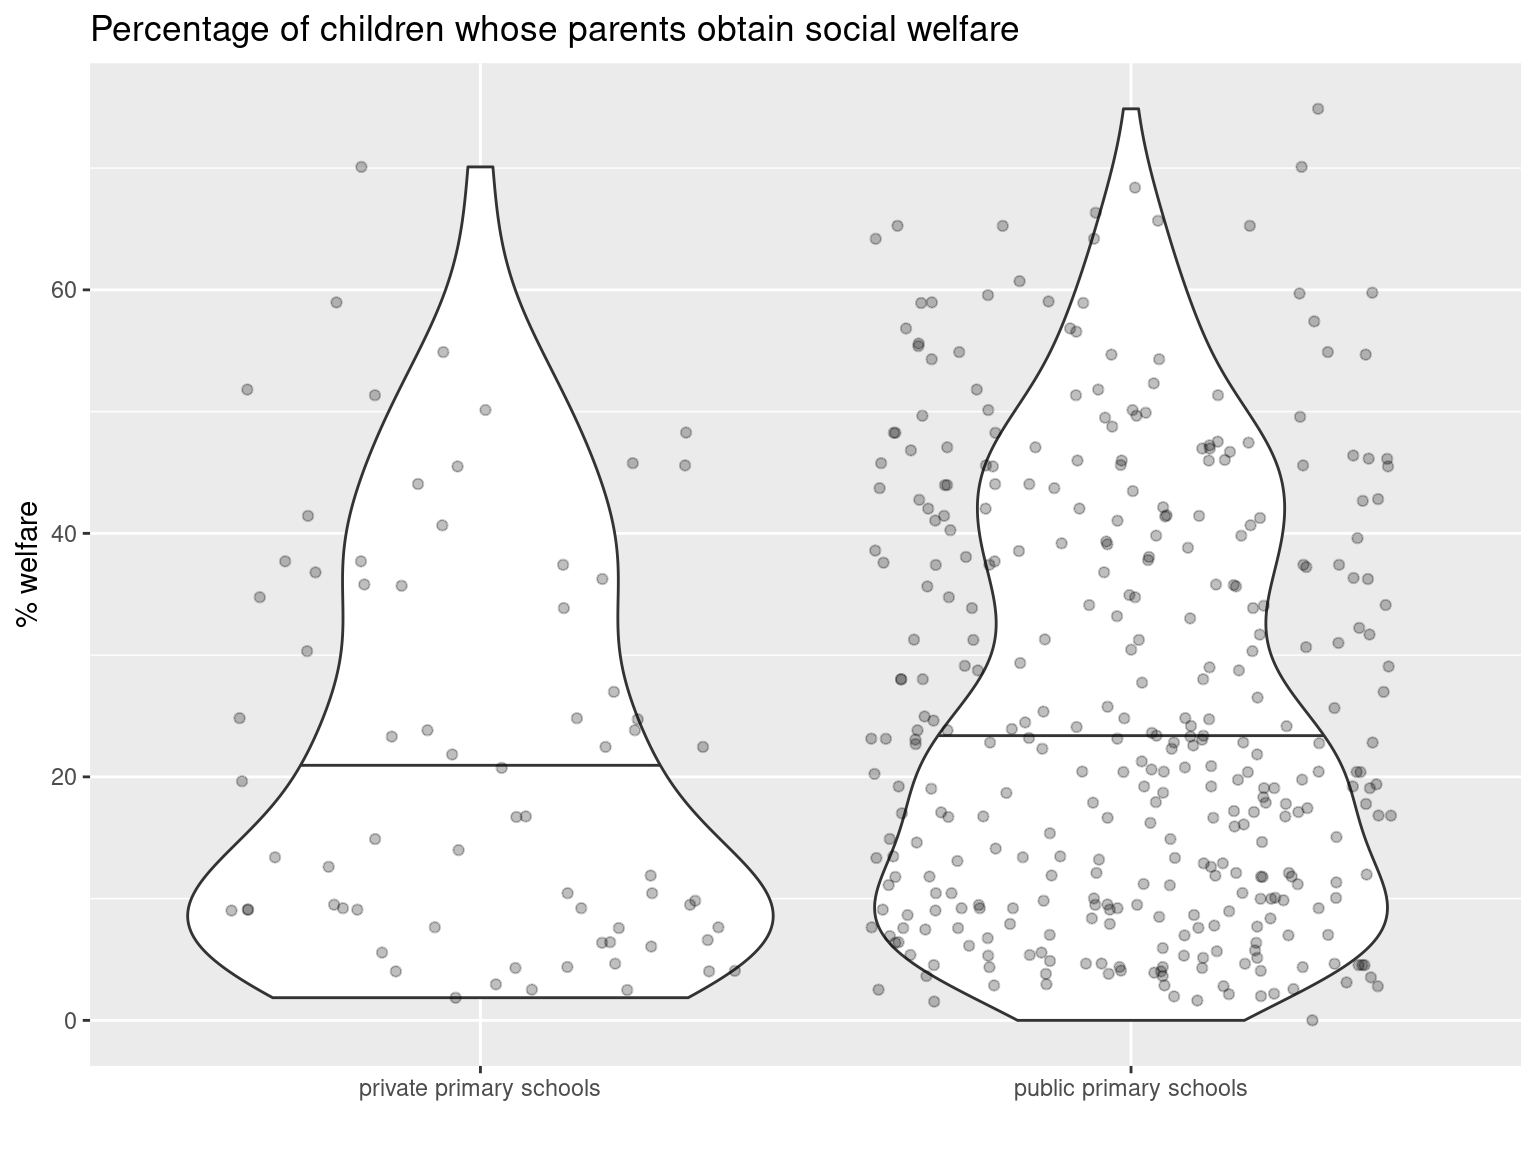 Percentage of children whose parents obtain social welfare
% welfare
60
40
20
0
private primary schools
public primary schools